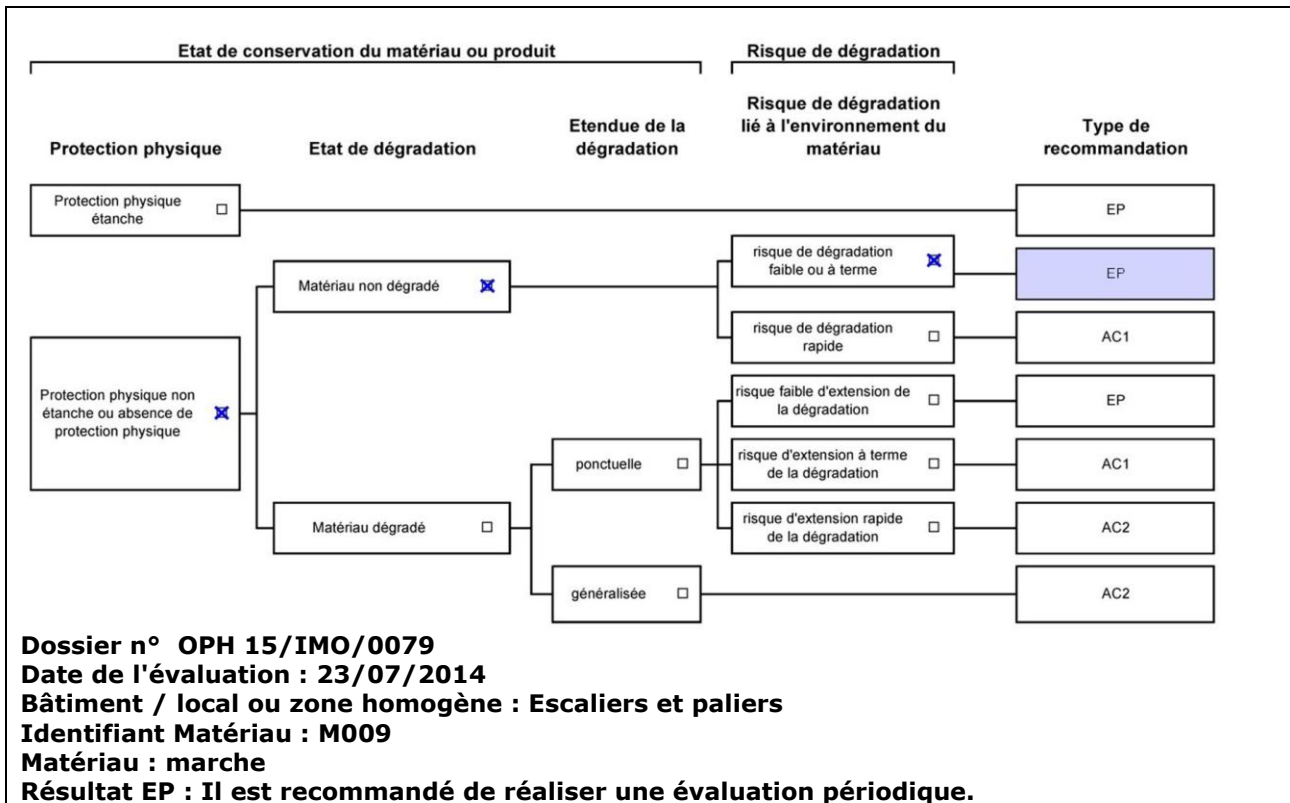 Etat de conservation du matériau ou produit
Risque de dégradation
Protection physique
Etat de dégradation
Etendue de la
dégradation
Risque de dégradation
lié à l'environnement du
matériau
Type de
recommandation
Protection physique
étanche
EP
risque de dégradation
faible ou à terme
EP
Matériau non dégradé
risque de dégradation
rapide
AC1
Protection physique non
étanche ou absence de
protection physique
risque faible d'extension de
la dégradation
EP
ponctuelle
risque d'extension à terme
de la dégradation
AC1
Matériau dégradé
risque d'extension rapide
de la dégradation
AC2
généralisée
AC2
Dossier n° OPH 15/IMO/0079
Date de l'évaluation : 23/07/2014
Bâtiment / local ou zone homogène : Escaliers et paliers
Identifiant Matériau : M009
Matériau : marche
Résultat EP : Il est recommandé de réaliser une évaluation périodique.